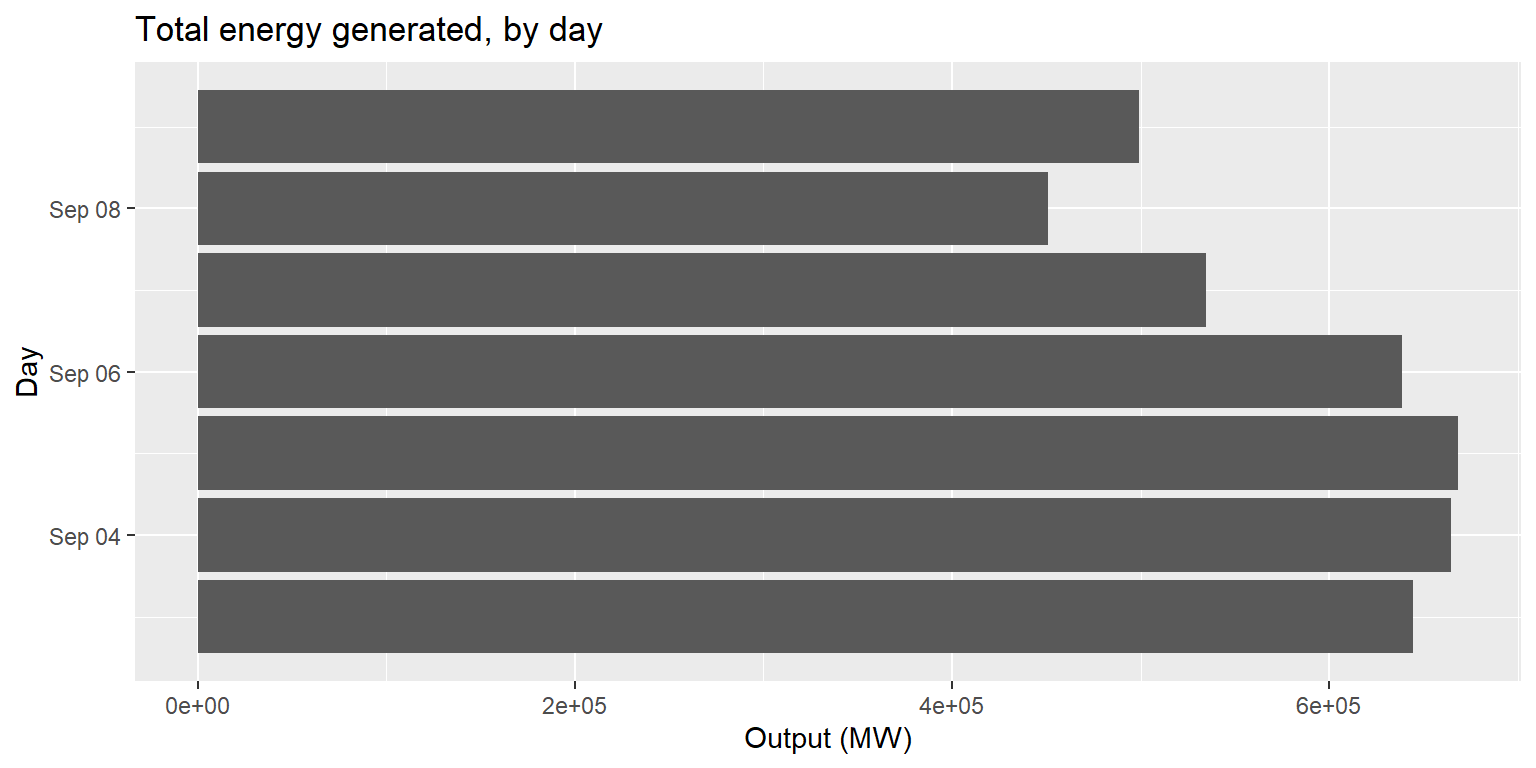 Total energy generated, by day
Sep 08
Sep 06
Sep 04
Day
0e+00 2e+05 4e+05 6e+05
Output (MW)